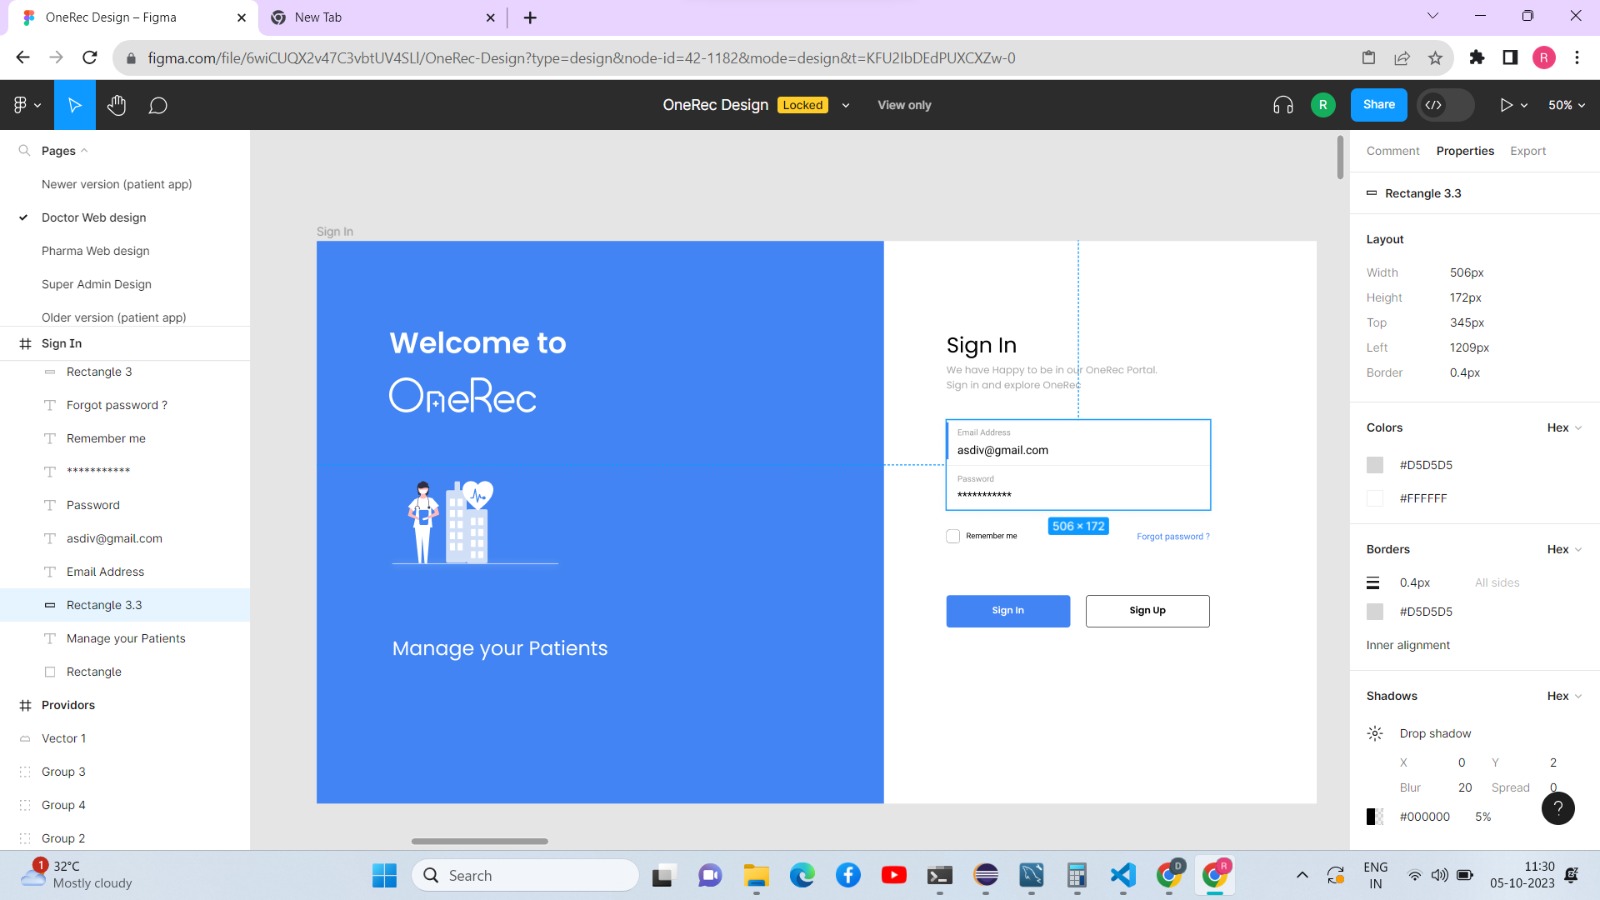 OneRec Design – Figma
New Tab
figma.com/file/6wiCUQX2v47C3vbtUV4SLl/OneRec-Design?type=design&node-id=42-1182&mode=design&t=KFU2IbDEdPUXCXZw-0
R
OneRec Design
Locked
View only
R
Share
50%
Pages
Newer version (patient app)
Doctor Web design
Pharma Web design
Super Admin Design
Older version (patient app)
Sign In
Rectangle 3
Forgot password ?
Remember me
***********
Password
asdiv@gmail.com
Email Address
Rectangle 3.3
Manage your Patients
Rectangle
Providors
Vector 1
Group 3
Group 4
Group 2
Sign In
Welcome to
OneRec
Manage your Patients
Sign In
We have Happy to be in our OneRec Portal.
Sign in and explore OneRec
Email Address
asdiv@gmail.com
Password
***********
506 × 172
Remember me
Forgot password ?
Sign In
Sign Up
Comment
Properties
Export
Rectangle 3.3
Layout
Width 506px
Height 172px
Top 345px
Left 1209px
Border 0.4px
Colors Hex
#D5D5D5
#FFFFFF
Borders Hex
0.4px All sides
#D5D5D5
Inner alignment
Shadows Hex
Drop shadow
X 0 Y 2
Blur 20 Spread 0
#000000 5%
?
1
32°C
Mostly cloudy
Search
D
R
ENG
IN
11:30
05-10-2023